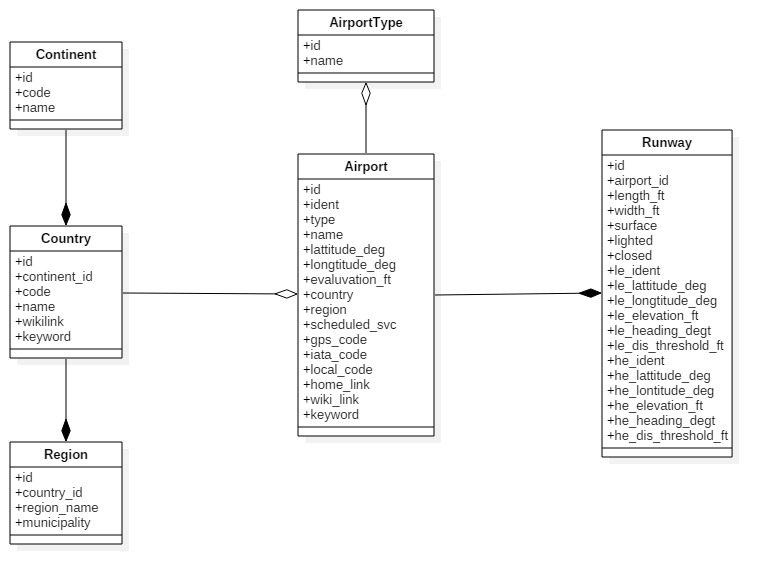 AirportType
+id
+name
Continent
+id
+code
+name
Airport
+id
+ident
+type
+name
+lattitude_deg
+longtitude_deg
+evaluvation_ft
+country
+region
+scheduled_svc
+gps_code
+iata_code
+local_code
+home_link
+wiki_link
+keyword
Runway
+id
+airport_id
+length_ft
+width_ft
+surface
+lighted
+closed
+le_ident
+le_lattitude_deg
+le_longtitude_deg
+le_elevation_ft
+le_heading_degt
+le_dis_threshold_ft
+he_ident
+he_lattitude_deg
+he_lontitude_deg
+he_elevation_ft
+he_heading_degt
+he_dis_threshold_ft
Country
+id
+continent_id
+code
+name
+wikilink
+keyword
Region
+id
+country_id
+region_name
+municipality